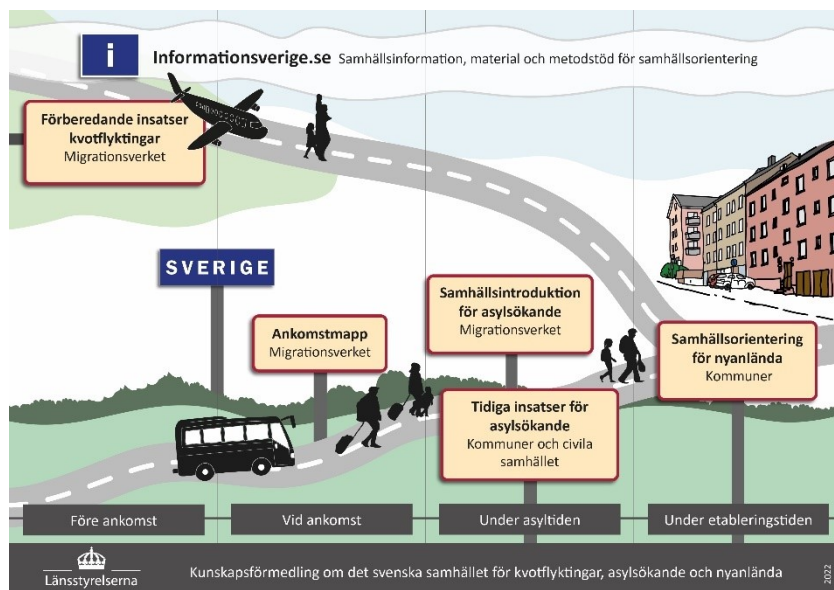 i
Informationsverige.se Samhällsinformation, material och metodstöd för samhällsorientering
Förberedande insatser
kvotflyktingar
Migrationsverket
SVERIGE
Ankomstmapp
Migrationsverket
Samhällsintroduktion
för asylsökande
Migrationsverket
Tidiga insatser för
asylsökande
Kommuner och civila
samhället
Samhällsorientering
för nyanlända
Kommuner
Före ankomst
Vid ankomst
Under asyltiden
Under etableringstiden
Länsstyrelserna
Kunskapsförmedling om det svenska samhället för kvotflyktingar, asylsökande och nyanlända
2022